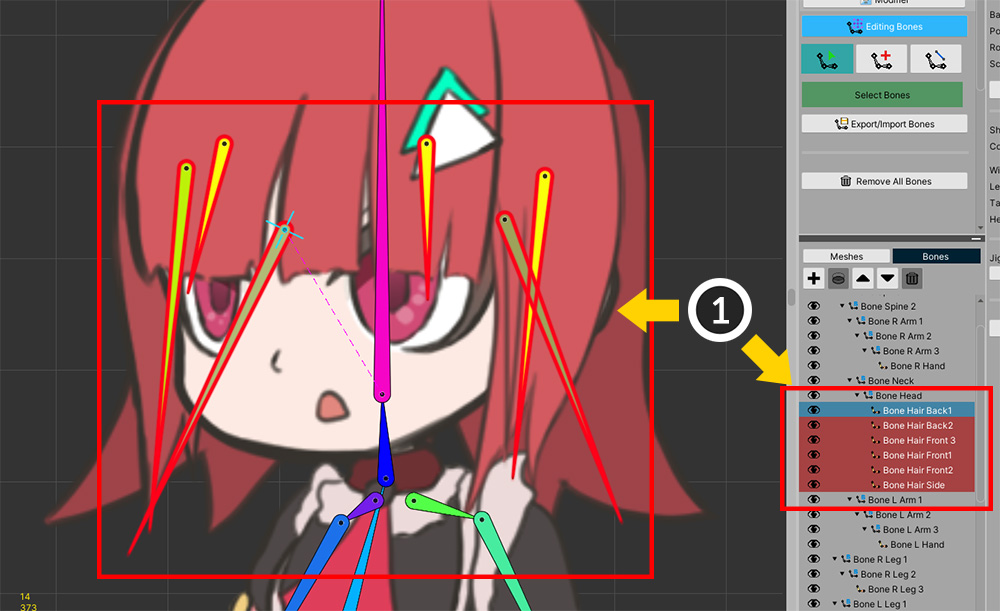 Modifier
Editing Bones
Select Bones
Export/Import Bones
Remove All Bones
Meshes
Bones
Bone Spine 2
Bone R Arm 1
Bone R Arm 2
Bone R Arm 3
Bone R Hand
Bone Neck
Bone Head
Bone Hair Back1
Bone Hair Back2
Bone Hair Front 3
Bone Hair Front1
Bone Hair Front2
Bone Hair Side
Bone L Arm 1
Bone L Arm 2
Bone L Arm 3
Bone L Hand
Bone R Leg 1
Bone R Leg 2
Bone R Leg 3
Bone L Leg 1
Ba
Po
Ro
Sc
Sh
Co
Wi
Le
Ta
He
Jig
1
14
373